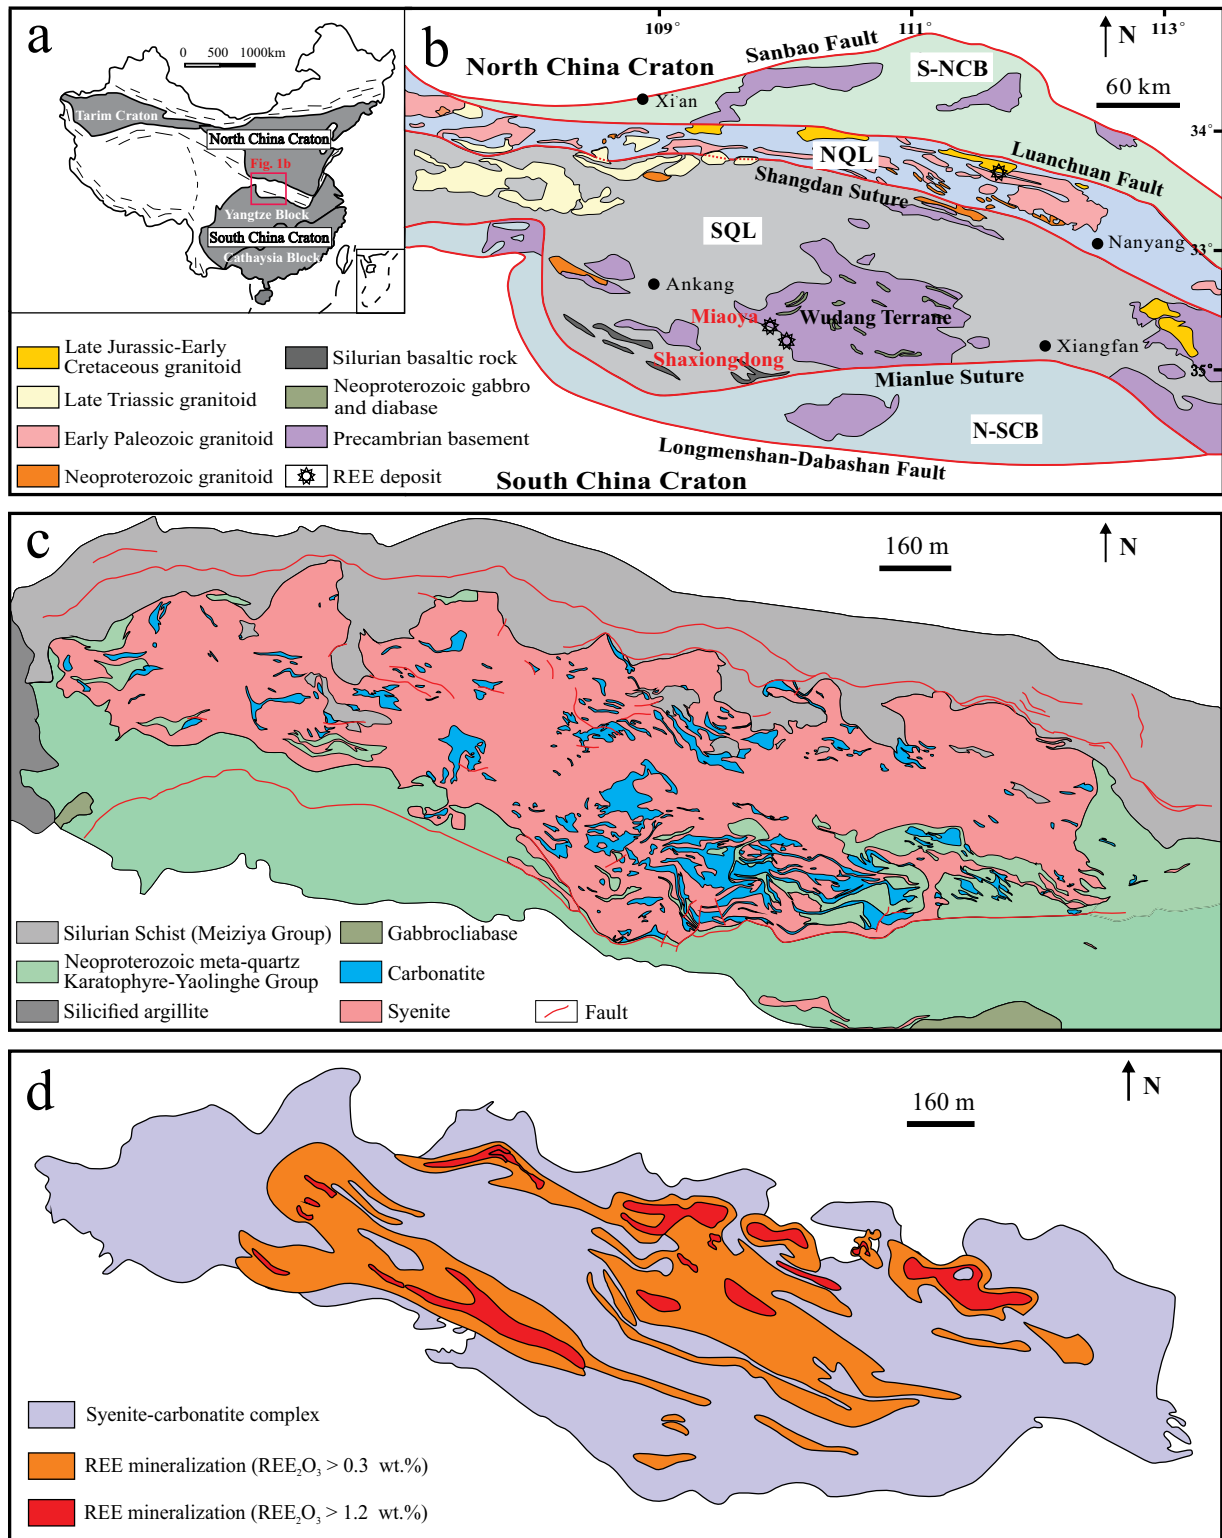 a
0 500 1000km
Tarim Craton
North China Craton
Fig. 1b
Yangtze Block
South China Craton
Cathaysia Block
b
109° 111° 113°
North China Craton
Sanbao Fault
S-NCB
N
60 km
Xi'an
34°
NQL
Luanchuan Fault
Shangdan Suture
SQL
Nanyang
33°
Ankang
Miaoya
Wudang Terrane
Shaxiongdong
Xiangfan
35°
Mianlue Suture
N-SCB
Longmenshan-Dabashan Fault
South China Craton
Late Jurassic-Early
Cretaceous granitoid
Late Triassic granitoid
Early Paleozoic granitoid
Neoproterozoic granitoid
Silurian basaltic rock
Neoproterozoic gabbro
and diabase
Precambrian basement
REE deposit
c
160 m
N
Silurian Schist (Meiziya Group)
Neoproterozoic meta-quartz
Karatophyre-Yaolinghe Group
Silicified argillite
Gabbrocliabase
Carbonatite
Syenite
Fault
d
160 m
N
Syenite-carbonatite complex
REE mineralization (REE₂O₃ > 0.3 wt.%)
REE mineralization (REE₂O₃ > 1.2 wt.%)